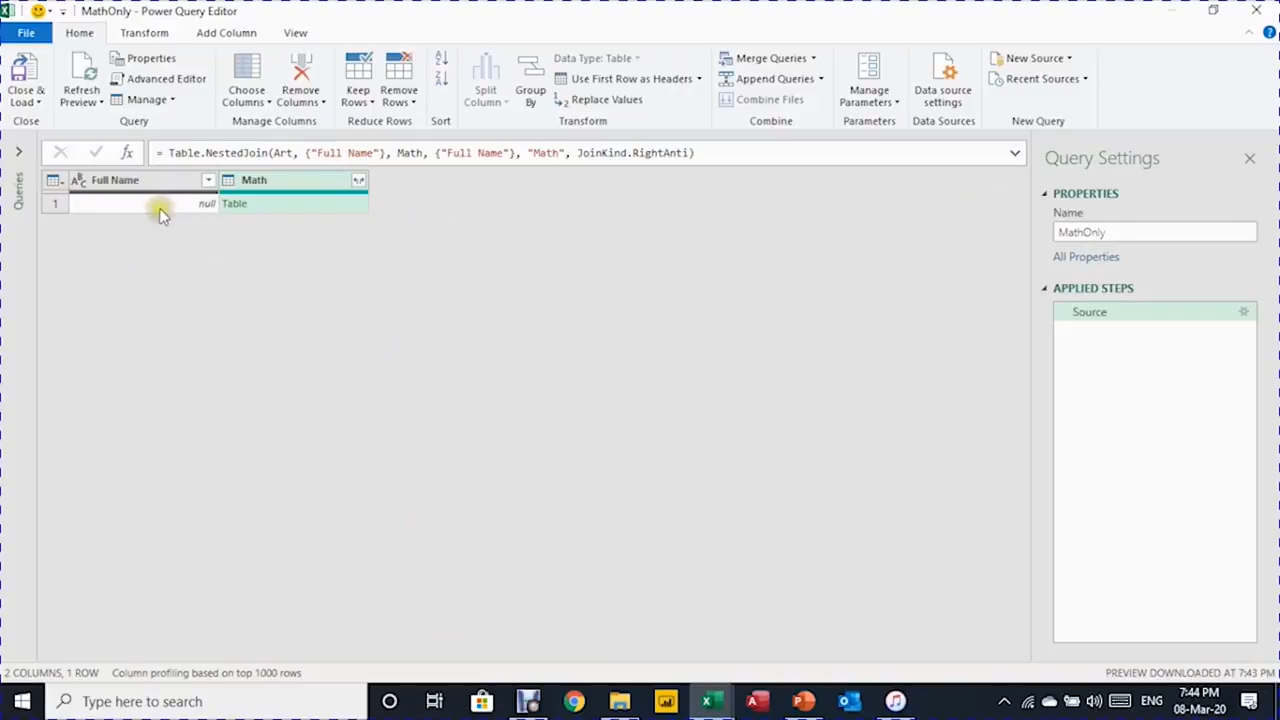 MathOnly - Power Query Editor
File
Home
Transform
Add Column
View
Close & Load
Close
Refresh Preview
Properties
Advanced Editor
Manage
Query
Choose Columns
Remove Columns
Manage Columns
Keep Rows
Remove Rows
Reduce Rows
Sort
Split Column
Group By
Data Type: Table
Use First Row as Headers
Replace Values
Transform
Merge Queries
Append Queries
Combine Files
Combine
Manage Parameters
Parameters
Data source settings
Data Sources
New Source
Recent Sources
New Query
Queries
= Table.NestedJoin(Art, {"Full Name"}, Math, {"Full Name"}, "Math", JoinKind.RightAnti)
Full Name
Math
1
null
Table
Query Settings
PROPERTIES
Name
MathOnly
All Properties
APPLIED STEPS
Source
2 COLUMNS, 1 ROW
Column profiling based on top 1000 rows
PREVIEW DOWNLOADED AT 7:43 PM
Type here to search
ENG
7:44 PM
08-Mar-20